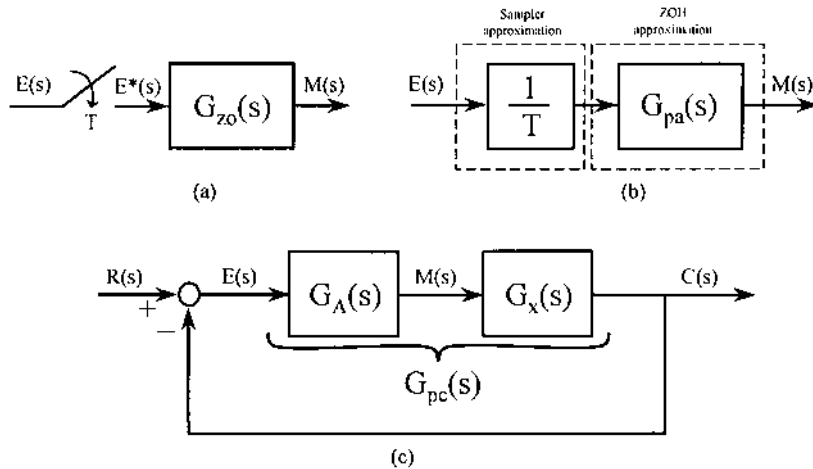 Sampler
approximation
ZOH
approximation
E(s)
E*(s)
T
G_zo(s)
M(s)
(a)
E(s)
1
T
G_pa(s)
M(s)
(b)
R(s)
+
−
E(s)
G_A(s)
M(s)
G_x(s)
C(s)
G_pc(s)
(c)